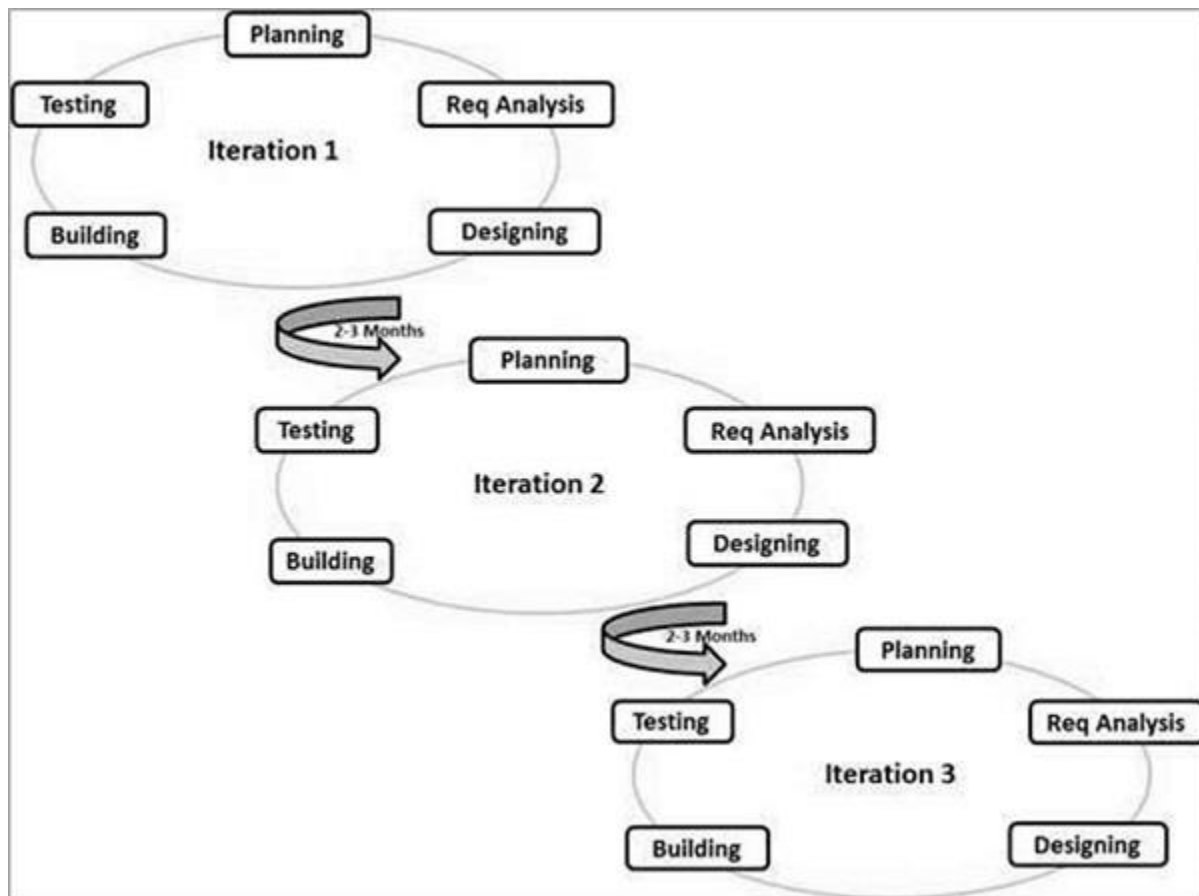 Planning
Testing
Req Analysis
Iteration 1
Building
Designing
2-3 Months
Planning
Testing
Req Analysis
Iteration 2
Building
Designing
2-3 Months
Planning
Testing
Req Analysis
Iteration 3
Building
Designing